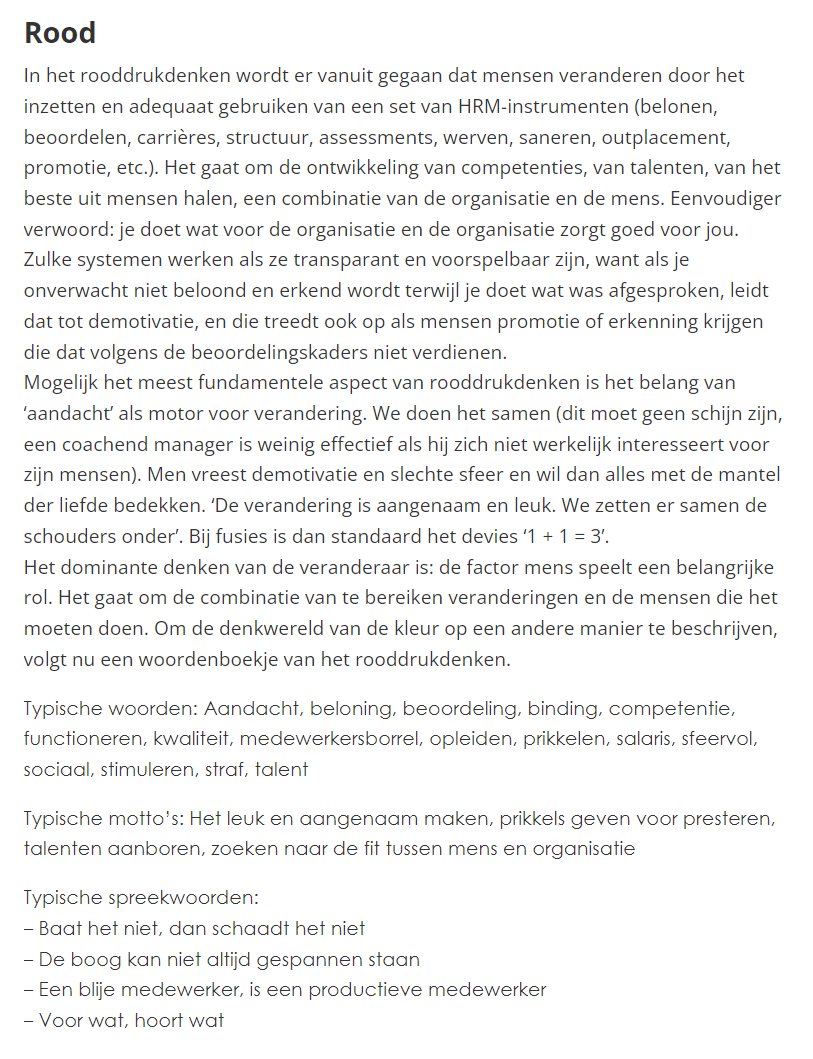 Rood
In het rooddrukdenken wordt er vanuit gegaan dat mensen veranderen door het
inzetten en adequaat gebruiken van een set van HRM-instrumenten (belonen,
beoordelen, carrières, structuur, assessments, werven, saneren, outplacement,
promotie, etc.). Het gaat om de ontwikkeling van competenties, van talenten, van het
beste uit mensen halen, een combinatie van de organisatie en de mens. Eenvoudiger
verwoord: je doet wat voor de organisatie en de organisatie zorgt goed voor jou.
Zulke systemen werken als ze transparant en voorspelbaar zijn, want als je
onverwacht niet beloond en erkend wordt terwijl je doet wat was afgesproken, leidt
dat tot demotivatie, en die treedt ook op als mensen promotie of erkenning krijgen
die dat volgens de beoordelingskaders niet verdienen.
Mogelijk het meest fundamentele aspect van rooddrukdenken is het belang van
‘aandacht’ als motor voor verandering. We doen het samen (dit moet geen schijn zijn,
een coachend manager is weinig effectief als hij zich niet werkelijk interesseert voor
zijn mensen). Men vreest demotivatie en slechte sfeer en wil dan alles met de mantel
der liefde bedekken. ‘De verandering is aangenaam en leuk. We zetten er samen de
schouders onder’. Bij fusies is dan standaard het devies ‘1 + 1 = 3’.
Het dominante denken van de veranderaar is: de factor mens speelt een belangrijke
rol. Het gaat om de combinatie van te bereiken veranderingen en de mensen die het
moeten doen. Om de denkwereld van de kleur op een andere manier te beschrijven,
volgt nu een woordenboekje van het rooddrukdenken.
Typische woorden: Aandacht, beloning, beoordeling, binding, competentie,
functioneren, kwaliteit, medewerkersborrel, opleiden, prikkelen, salaris, sfeervol,
sociaal, stimuleren, straf, talent
Typische motto’s: Het leuk en aangenaam maken, prikkels geven voor presteren,
talenten aanboren, zoeken naar de fit tussen mens en organisatie
Typische spreekwoorden:
– Baat het niet, dan schaadt het niet
– De boog kan niet altijd gespannen staan
– Een blije medewerker, is een productieve medewerker
– Voor wat, hoort wat